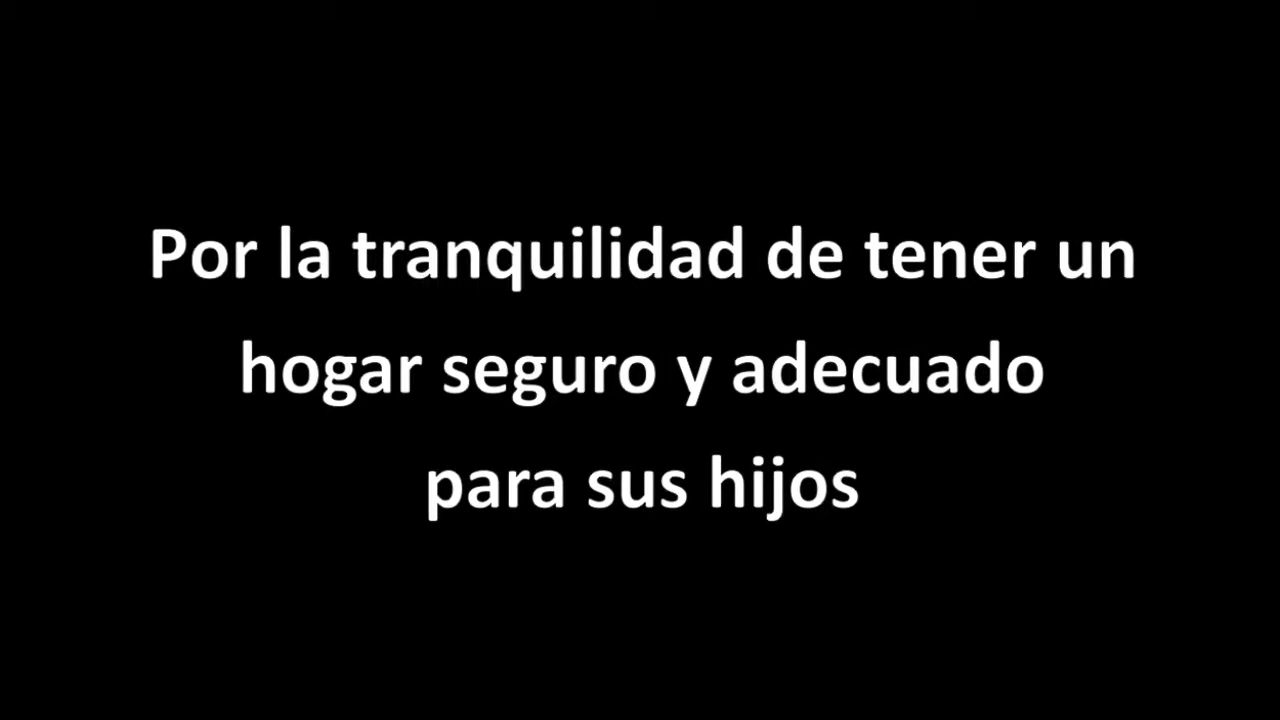 Por la tranquilidad de tener un
hogar seguro y adecuado
para sus hijos